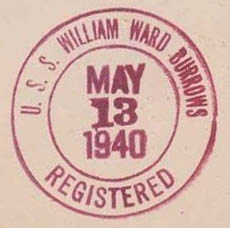 U. S. S. WILLIAM WARD BURROWS
MAY
13
1940
REGISTERED